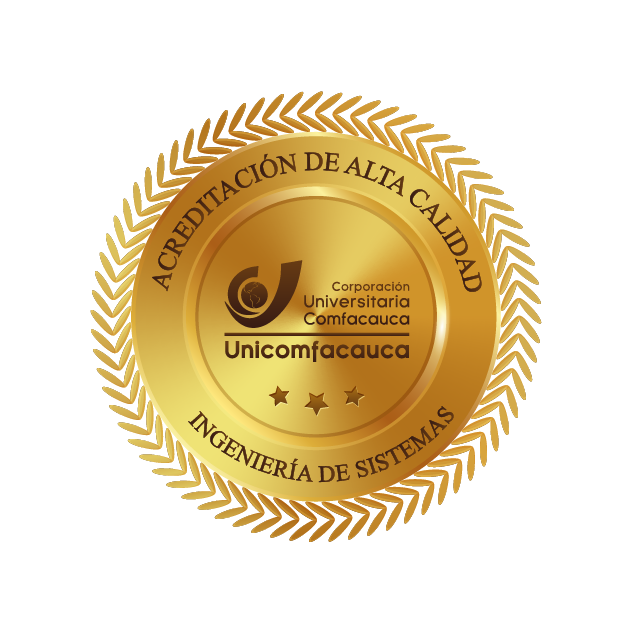 ACREDITACIÓN DE ALTA CALIDAD
Corporación
Universitaria
Comfacauca
Unicomfacauca
INGENIERÍA DE SISTEMAS